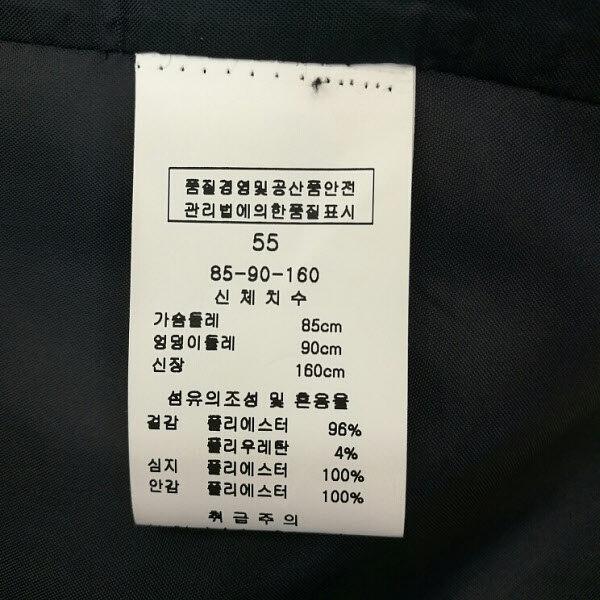 품질경영및공산품안전
관리법에의한품질표시
55
85-90-160
신 체 치 수
가슴둘레 85cm
엉덩이둘레 90cm
신장 160cm
섬유의조성 및 혼용율
겉감 폴리에스터 96%
폴리우레탄 4%
심지 폴리에스터 100%
안감 폴리에스터 100%
취 급 주 의